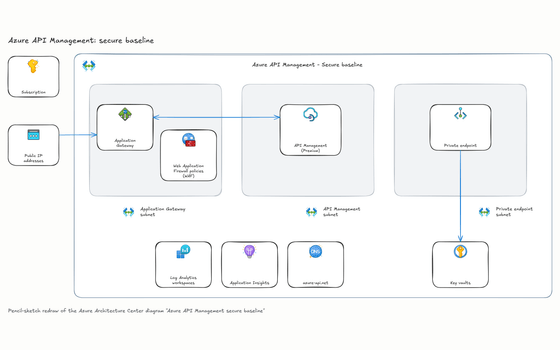 Azure API Management: secure baseline
Azure API Management - Secure baseline
Subscription
Public IP
addresses
Application
Gateway
Web Application
Firewall policies
(WAF)
API Management
(Premium)
Private endpoint
Application Gateway
subnet
API Management
subnet
Private endpoint
subnet
Log Analytics
workspaces
Application Insights
azure-api.net
Key vaults
Pencil-sketch redraw of the Azure Architecture Center diagram "Azure API Management secure baseline"